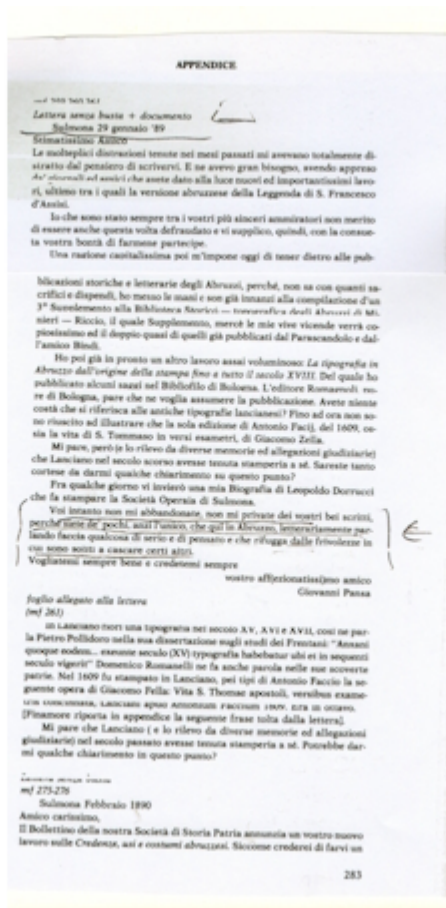 APPENDICE
Lettera senza busta + documento
Sulmona 29 gennaio '89
Stimatissimo Amico
Le molteplici distrazioni tenute nei mesi passati mi avevano totalmente di-
stratto dal pensiero di scrivervi. E ne avevo gran bisogno, avendo appreso
da' giornali ed amici che avete dato alla luce nuovi ed importantissimi lavo-
ri, ultimo tra i quali la versione abruzzese della Leggenda di S. Francesco
d'Assisi.
Io che sono stato sempre tra i vostri più sinceri ammiratori non merito
di essere anche questa volta defraudato e vi supplico, quindi, con la consue-
ta vostra bontà di farmene partecipe.
Una razione capitalissima poi m'impone oggi di tener dietro alle pub-
blicazioni storiche e letterarie degli Abruzzi, perché, non sa con quanti sa-
crifici e dispendi, ho messo le mani e son già innanzi alla compilazione d'un
3° Supplemento alla Biblioteca Storico — topografica degli Abruzzi di Mi-
nieri — Riccio, il quale Supplemento, mercè le mie vive vicende verrà co-
piosissimo ed il doppio quasi di quelli già pubblicati dal Parascandolo e dal-
l'amico Bindi.
Ho poi già in pronto un altro lavoro assai voluminoso: La tipografia in
Abruzzo dall'origine della stampa fino a tutto il secolo XVIII. Del quale ho
pubblicato alcuni saggi nel Bibliofilo di Bologna. L'editore Romagnoli, pu-
re di Bologna, pare che ne voglia assumere la pubblicazione. Avete niente
costà che si riferisca alle antiche tipografie lancianesi? Fino ad ora non so-
no riuscito ad illustrare che la sola edizione di Antonio Facij, del 1609, os-
sia la vita di S. Tommaso in versi esametri, di Giacomo Zella.
Mi pare, però (e lo rilevo da diverse memorie ed allegazioni giudiziarie)
che Lanciano nel secolo scorso avesse tenuta stamperia a sé. Sareste tanto
cortese da darmi qualche chiarimento su questo punto?
Fra qualche giorno vi invierò una mia Biografia di Leopoldo Dorrucci
che fa stampare la Società Operaia di Sulmona.
Voi intanto non mi abbandonate, non mi private dei vostri bei scritti,
perché siete de' pochi, anzi l'unico, che quì in Abruzzo, temerariamente par-
lando faccia qualcosa di serio e di pensato e che rifugga dalle frivolezze in
cui sono soliti a cascare certi altri.
Vogliatemi sempre bene e credetemi sempre
vostro affezionatissimo amico
Giovanni Pansa
foglio allegato alla lettera
(mf 261)
in Lanciano fiorì una tipografia nel secolo XV, XVI e XVII, così ne par-
la Pietro Pollidoro nella sua dissertazione sugli studi dei Frentani: "Anxani
quoque eodem... exeunte seculo (XV) typografia habebatur ubi et in sequenti
seculo vigerit" Domenico Romanelli ne fa anche parola nelle sue scoverte
patrie. Nel 1609 fu stampato in Lanciano, pei tipi di Antonio Faccio la se-
guente opera di Giacomo Fella: Vita S. Thomae apostoli, versibus exame-
[Finamore riporta in appendice la seguente frase tolta dalla lettera].
Mi pare che Lanciano ( e lo rilevo da diverse memorie ed allegazioni
giudiziarie) nel secolo passato avesse tenuta stamperia a sé. Potrebbe dar-
mi qualche chiarimento in questo punto?
mf 275-276
Sulmona Febbraio 1890
Amico carissimo,
Il Bollettino della nostra Società di Storia Patria annunzia un vostro nuovo
lavoro sulle Credenze, usi e costumi abruzzesi. Siccome crederei di farvi un
283